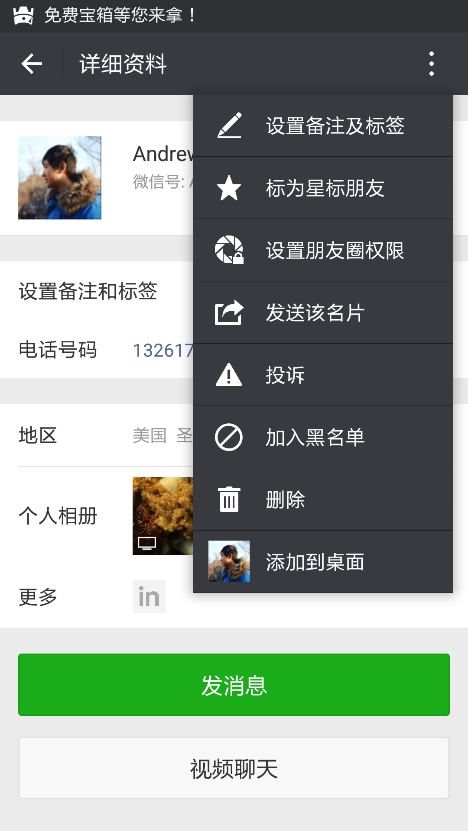 免费宝箱等您来拿！
详细资料
设置备注及标签
Andrew
微信号:
标为星标朋友
设置朋友圈权限
设置备注和标签
发送该名片
电话号码 132617
投诉
地区 美国
加入黑名单
个人相册
删除
添加到桌面
更多 in
发消息
视频聊天